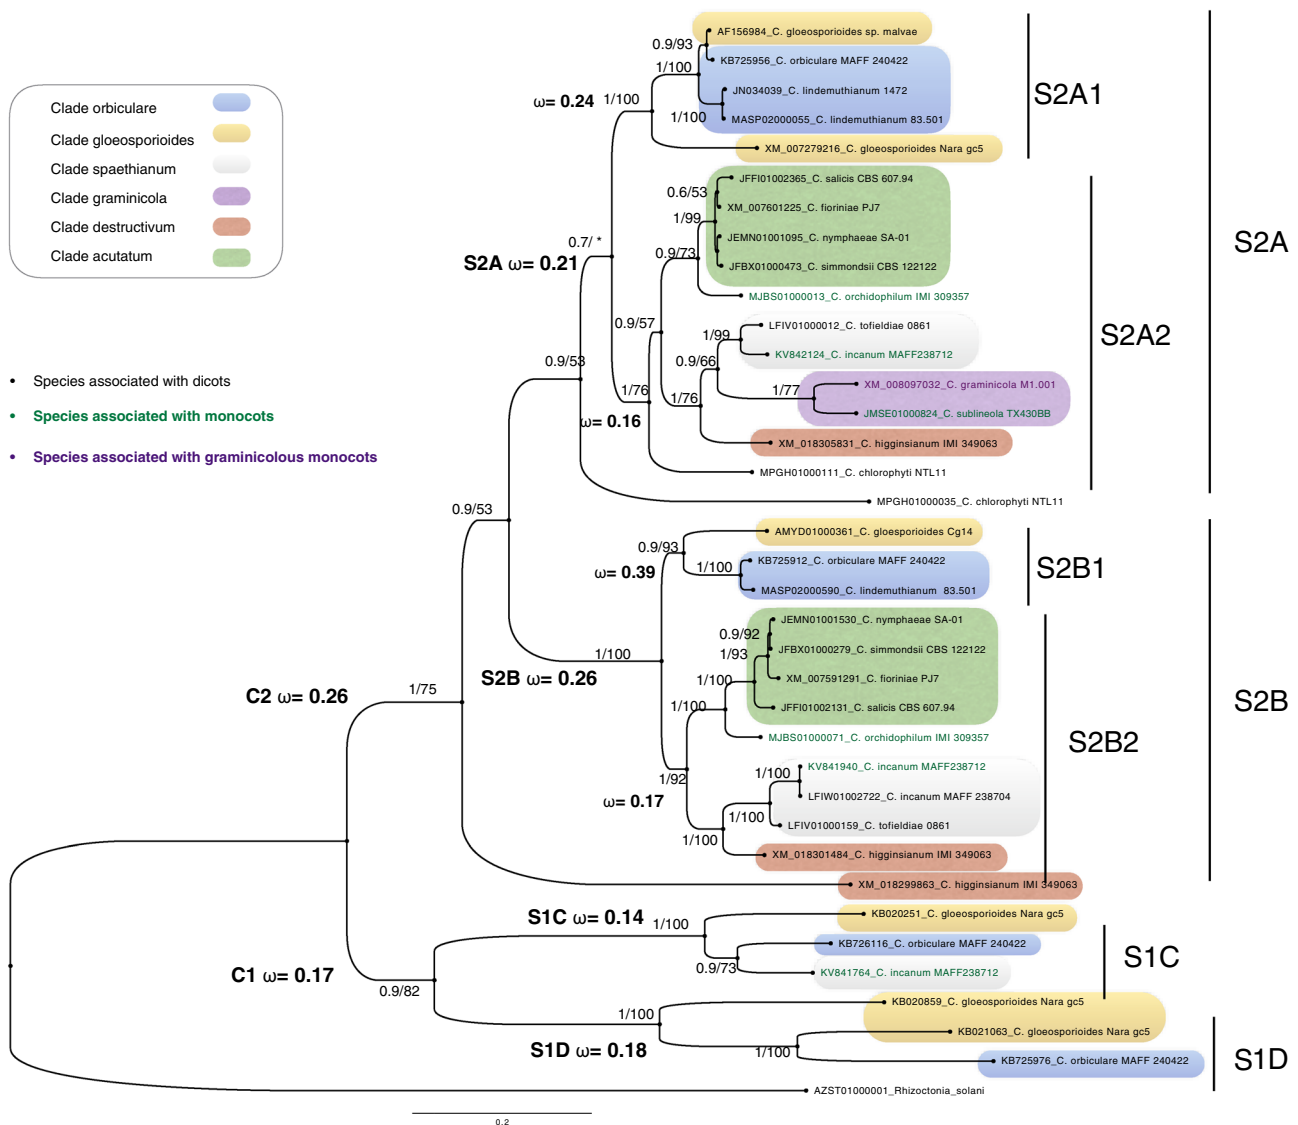 Clade orbiculare
Clade gloeosporioides
Clade spaethianum
Clade graminicola
Clade destructivum
Clade acutatum
• Species associated with dicots
• Species associated with monocots
• Species associated with graminicolous monocots
AF156984_C. gloeosporioides sp. malvae
0.9/93
KB725956_C. orbiculare MAFF 240422
1/100
JN034039_C. lindemuthianum 1472
ω= 0.24
1/100
S2A1
1/100
MASP02000055_C. lindemuthianum 83.501
XM_007279216_C. gloeosporioides Nara gc5
JFFI01002365_C. salicis CBS 607.94
0.6/53
XM_007601225_C. fioriniae PJ7
1/99
JEMN01001095_C. nymphaeae SA-01
0.7/ *
S2A
0.9/73
S2A ω= 0.21
JFBX01000473_C. simmondsii CBS 122122
MJBS01000013_C. orchidophilum IMI 309357
0.9/57
LFIV01000012_C. tofieldiae 0861
1/99
S2A2
KV842124_C. incanum MAFF238712
0.9/53
0.9/66
XM_008097032_C. graminicola M1.001
1/77
1/76
1/76
JMSE01000824_C. sublineola TX430BB
ω= 0.16
XM_018305831_C. higginsianum IMI 349063
MPGH01000111_C. chlorophyti NTL11
MPGH01000035_C. chlorophyti NTL11
0.9/53
AMYD01000361_C. gloesporioides Cg14
0.9/93
KB725912_C. orbiculare MAFF 240422
ω= 0.39
1/100
S2B1
MASP02000590_C. lindemuthianum 83.501
JEMN01001530_C. nymphaeae SA-01
0.9/92
JFBX01000279_C. simmondsii CBS 122122
1/100
1/93
S2B ω= 0.26
XM_007591291_C. fioriniae PJ7
1/100
C2 ω= 0.26
1/75
S2B
1/100
JFFI01002131_C. salicis CBS 607.94
MJBS01000071_C. orchidophilum IMI 309357
S2B2
KV841940_C. incanum MAFF238712
1/100
1/92
LFIW01002722_C. incanum MAFF 238704
ω= 0.17
1/100
LFIV01000159_C. tofieldiae 0861
1/100
XM_018301484_C. higginsianum IMI 349063
XM_018299863_C. higginsianum IMI 349063
S1C ω= 0.14
KB020251_C. gloeosporioides Nara gc5
1/100
KB726116_C. orbiculare MAFF 240422
S1C
0.9/73
KV841764_C. incanum MAFF238712
C1 ω= 0.17
0.9/82
KB020859_C. gloeosporioides Nara gc5
1/100
KB021063_C. gloeosporioides Nara gc5
S1D ω= 0.18
1/100
KB725976_C. orbiculare MAFF 240422
S1D
AZST01000001_Rhizoctonia_solani
0.2